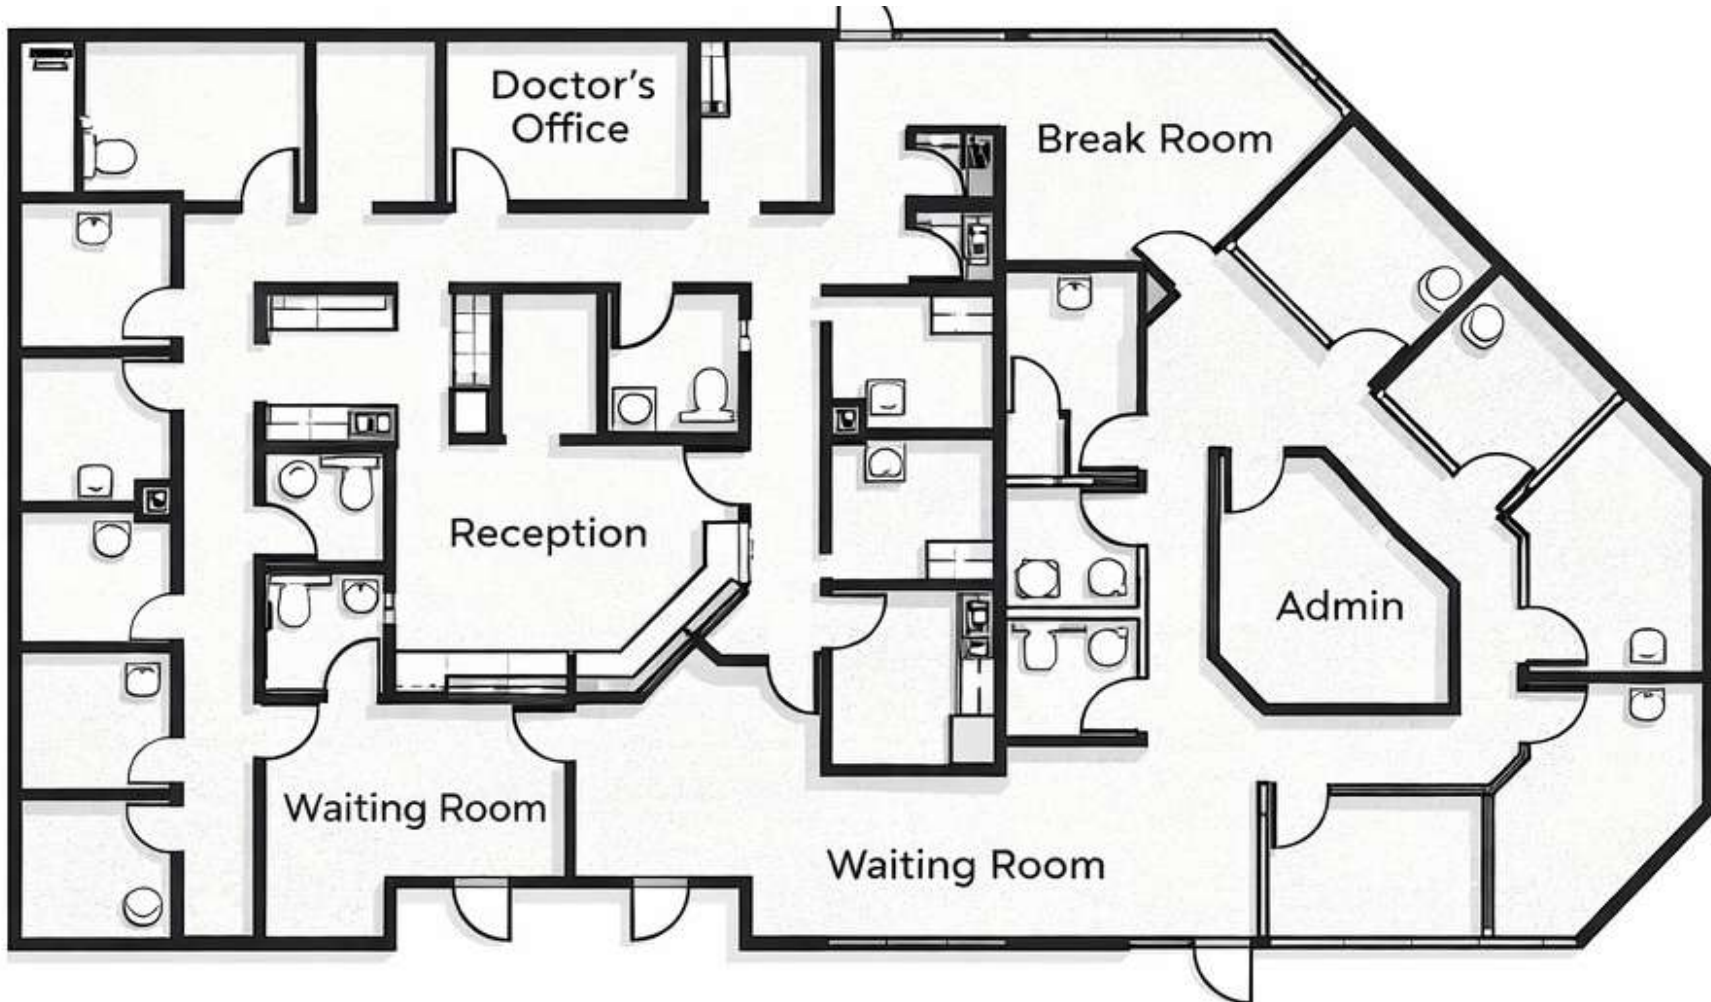 Doctor's
Office
Break Room
Reception
Admin
Waiting Room
Waiting Room